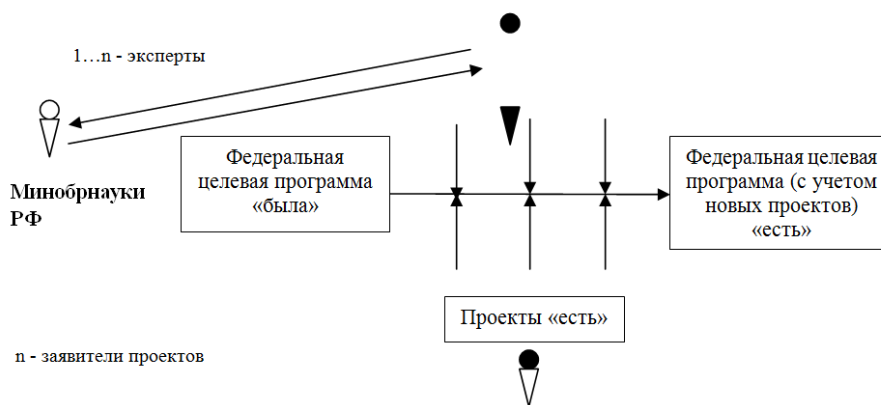 1…n - эксперты
Минобрнауки
РФ
Федеральная
целевая программа
«была»
Федеральная целевая
программа (с учетом
новых проектов)
«есть»
Проекты «есть»
n - заявители проектов